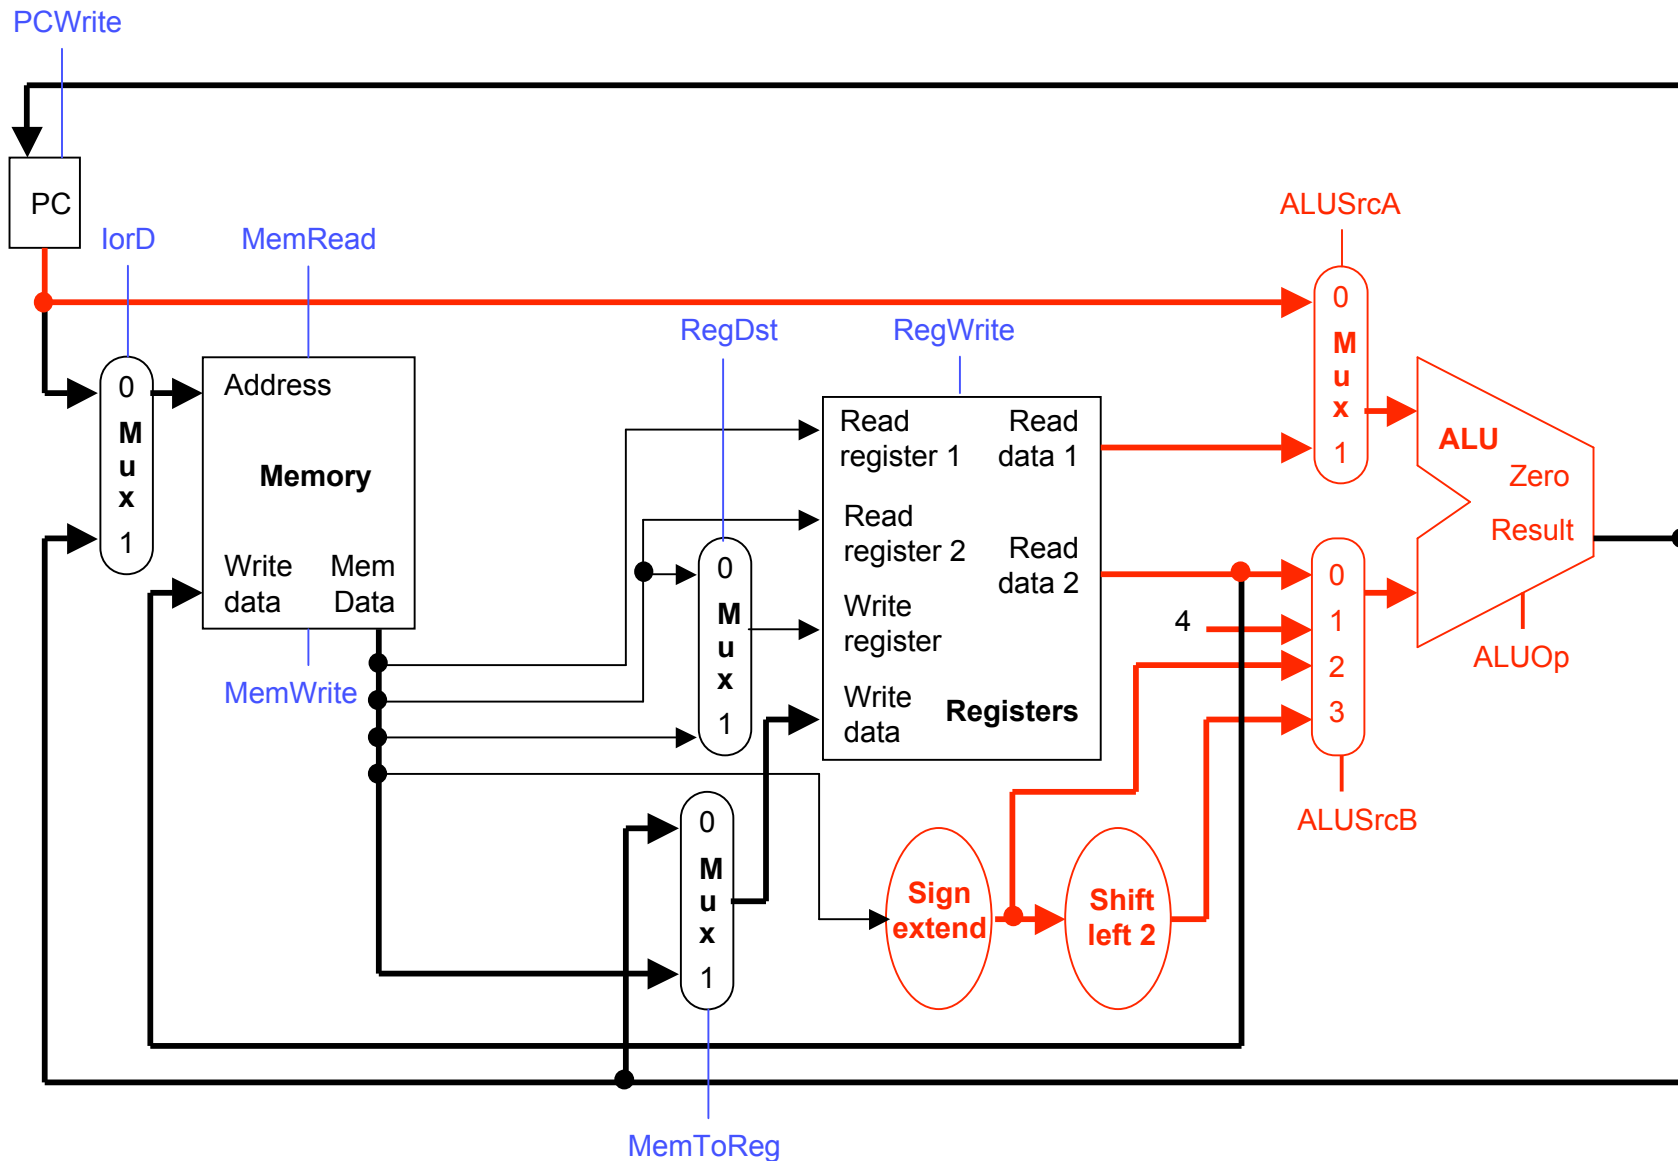 PCWrite
PC
IorD
MemRead
ALUSrcA
RegDst
RegWrite
0
M
u
x
1
Address
Memory
Write
data
Mem
Data
MemWrite
0
M
u
x
1
Read
register 1
Read
data 1
Read
register 2
Read
data 2
Write
register
Write
data
Registers
0
M
u
x
1
ALU
Zero
Result
ALUOp
4
0
1
2
3
ALUSrcB
0
M
u
x
1
MemToReg
Sign
extend
Shift
left 2